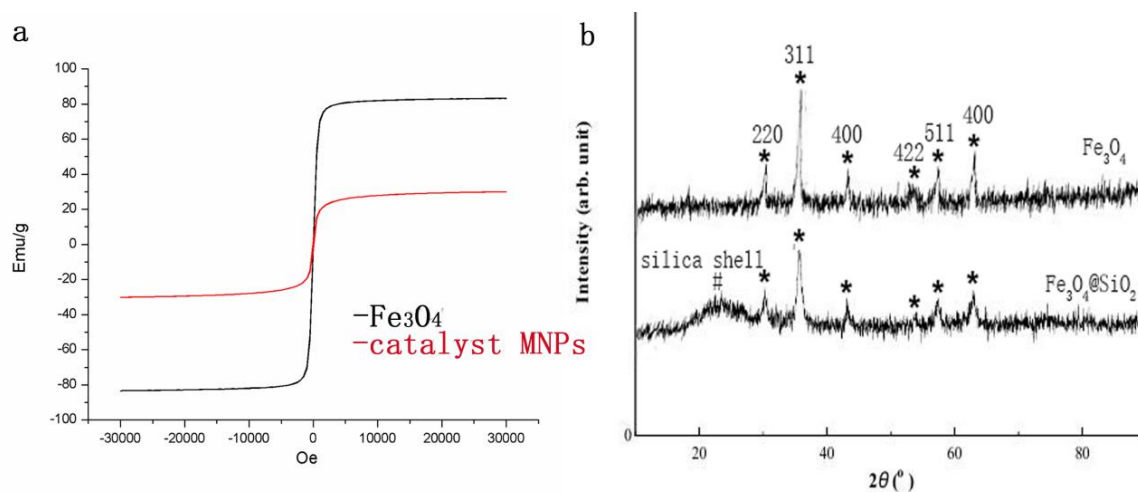 a
100
80
60
40
20
0
-20
-40
-60
-80
-100
Emu/g
-30000 -20000 -10000 0 10000 20000 30000
Oe
-Fe₃O₄
-catalyst MNPs
b
311
*
220 400 422 511 400
* * * * *
Fe₃O₄
*
silica shell
#
* * * * *
Fe₃O₄@SiO₂
Intensity (arb. unit)
0
20 40 60 80
2θ(°)